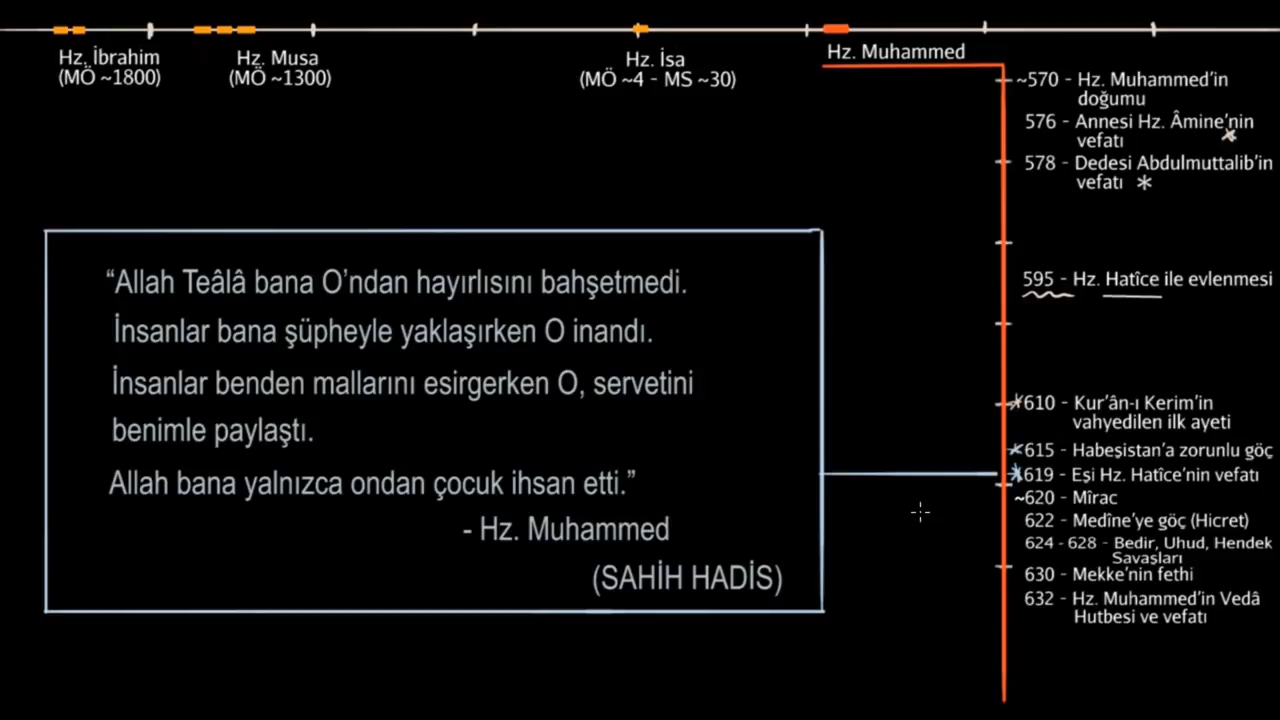 Hz. İbrahim
(MÖ ~1800)
Hz. Musa
(MÖ ~1300)
Hz. İsa
(MÖ ~4 - MS ~30)
Hz. Muhammed
~570 - Hz. Muhammed'in
doğumu
576 - Annesi Hz. Âmine'nin
vefatı
578 - Dedesi Abdulmuttalib'in
vefatı *
595 - Hz. Hatîce ile evlenmesi
610 - Kur'ân-ı Kerim'in
vahyedilen ilk ayeti
615 - Habeşistan'a zorunlu göç
619 - Eşi Hz. Hatîce'nin vefatı
~620 - Mîrac
622 - Medîne'ye göç (Hicret)
624 - 628 - Bedir, Uhud, Hendek
Savaşları
630 - Mekke'nin fethi
632 - Hz. Muhammed'in Vedâ
Hutbesi ve vefatı
“Allah Teâlâ bana O'ndan hayırlısını bahşetmedi.
İnsanlar bana şüpheyle yaklaşırken O inandı.
İnsanlar benden mallarını esirgerken O, servetini
benimle paylaştı.
Allah bana yalnızca ondan çocuk ihsan etti.”
- Hz. Muhammed
(SAHİH HADİS)